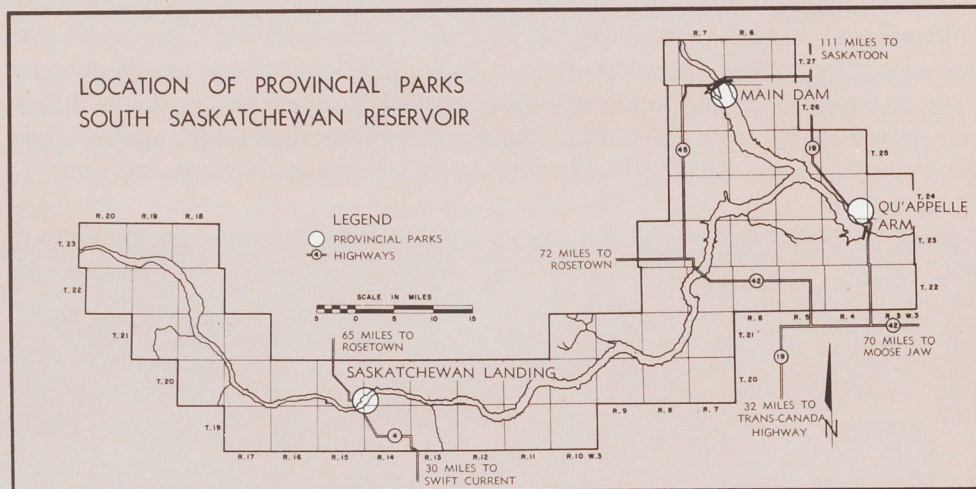 LOCATION OF PROVINCIAL PARKS
SOUTH SASKATCHEWAN RESERVOIR
R. 7 R. 6
111 MILES TO
SASKATOON
T. 27
MAIN DAM
T. 26
45
19
T. 25
T. 24
QU'APPELLE
ARM
T. 23
R. 20 R. 19 R. 18
T. 23
LEGEND
PROVINCIAL PARKS
4 HIGHWAYS
72 MILES TO
ROSETOWN
T. 22
42
T. 22
SCALE IN MILES
5 0 5 10 15
R. 6 R. 5 R. 4 R. 3 W. 3
42
T. 21
65 MILES TO
ROSETOWN
T. 21
70 MILES TO
MOOSE JAW
19
T. 20
SASKATCHEWAN LANDING
T. 20
R. 9 R. 8 R. 7
32 MILES TO
TRANS-CANADA
HIGHWAY
N
T. 19
4
R. 17 R. 16 R. 15 R. 14 R. 13 R. 12 R. 11 R. 10 W. 3
30 MILES TO
SWIFT CURRENT